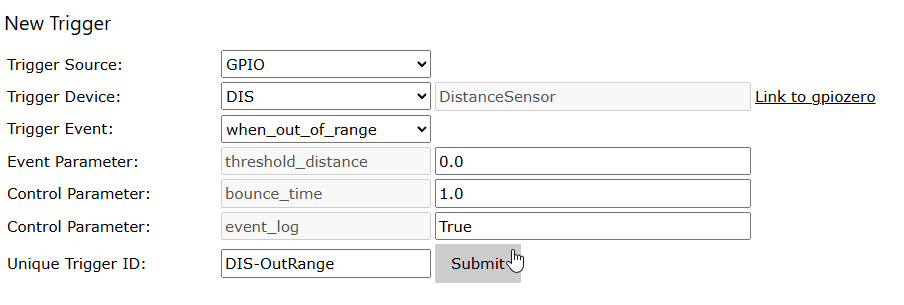 New Trigger
Trigger Source: GPIO
Trigger Device: DIS DistanceSensor Link to gpiozero
Trigger Event: when_out_of_range
Event Parameter: threshold_distance 0.0
Control Parameter: bounce_time 1.0
Control Parameter: event_log True
Unique Trigger ID: DIS-OutRange Submit